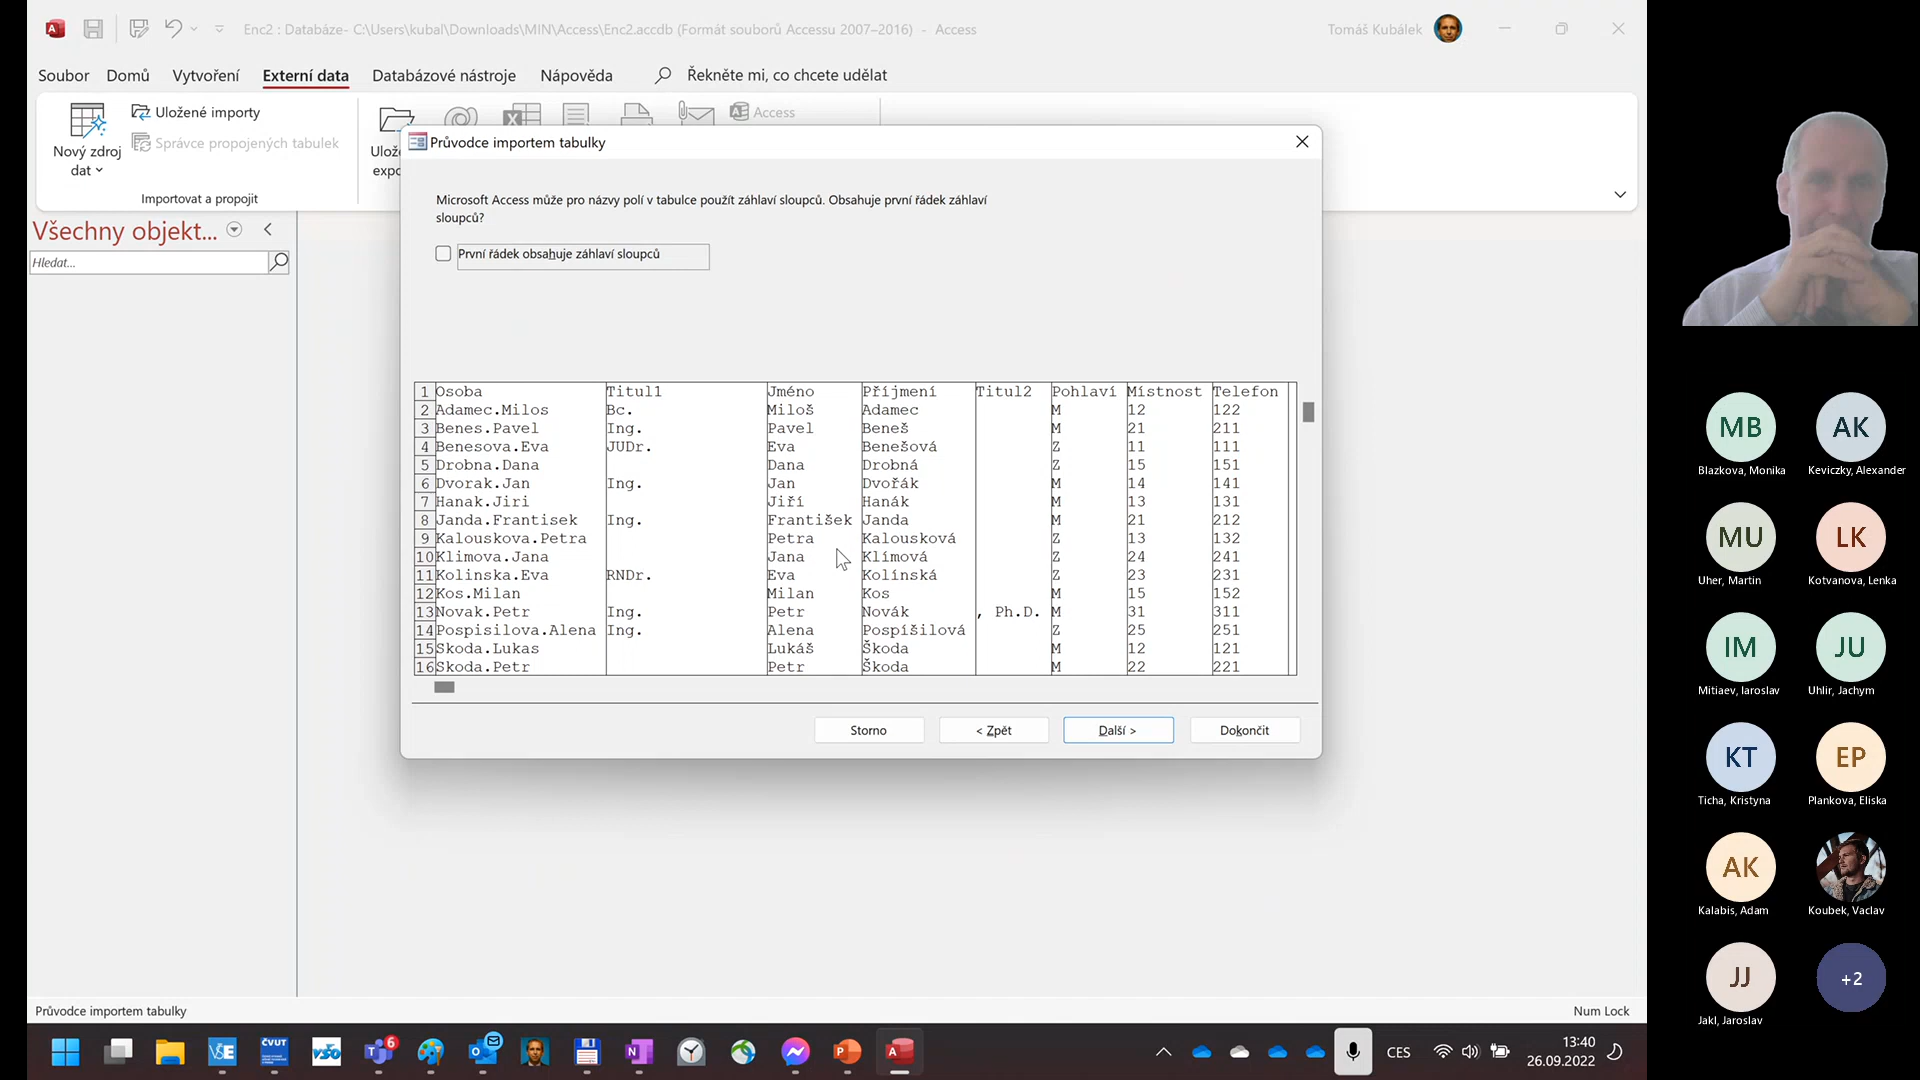 Enc2 : Databáze- C:\Users\kubal\Downloads\MIN\Access\Enc2.accdb (Formát souborů Accessu 2007–2016) - Access
Tomáš Kubálek
Soubor Domů Vytvoření Externí data Databázové nástroje Nápověda Řekněte mi, co chcete udělat
Nový zdroj dat
Uložené importy
Správce propojených tabulek
Importovat a propojit
Access
Průvodce importem tabulky
Microsoft Access může pro názvy polí v tabulce použít záhlaví sloupců. Obsahuje první řádek záhlaví
sloupců?
První řádek obsahuje záhlaví sloupců
Všechny objekt...
Hledat...
1 Osoba Titul1 Jméno Příjmení Titul2 Pohlaví Místnost Telefon
2 Adamec.Milos Bc. Miloš Adamec M 12 122
3 Benes.Pavel Ing. Pavel Beneš M 21 211
4 Benesova.Eva JUDr. Eva Benešová Z 11 111
5 Drobna.Dana Dana Drobná Z 15 151
6 Dvorak.Jan Ing. Jan Dvořák M 14 141
7 Hanak.Jiri Jiří Hanák M 13 131
8 Janda.Frantisek Ing. František Janda M 21 212
9 Kalouskova.Petra Petra Kalousková Z 13 132
10 Klimova.Jana Jana Klímová Z 24 241
11 Kolinska.Eva RNDr. Eva Kolínská Z 23 231
12 Kos.Milan Milan Kos M 15 152
13 Novak.Petr Ing. Petr Novák , Ph.D. M 31 311
14 Pospisilova.Alena Ing. Alena Pospíšilová Z 25 251
15 Skoda.Lukas Lukáš Škoda M 12 121
16 Skoda.Petr Petr Škoda M 22 221
Storno < Zpět Další > Dokončit
Průvodce importem tabulky
Num Lock
CES
13:40
26.09.2022
MB AK
Blazkova, Monika Keviczky, Alexander
MU LK
Uher, Martin Kotvanova, Lenka
IM JU
Mitiaev, Iaroslav Uhlir, Jachym
KT EP
Ticha, Kristyna Plankova, Eliska
AK
Kalabis, Adam Koubek, Vaclav
JJ +2
Jakl, Jaroslav